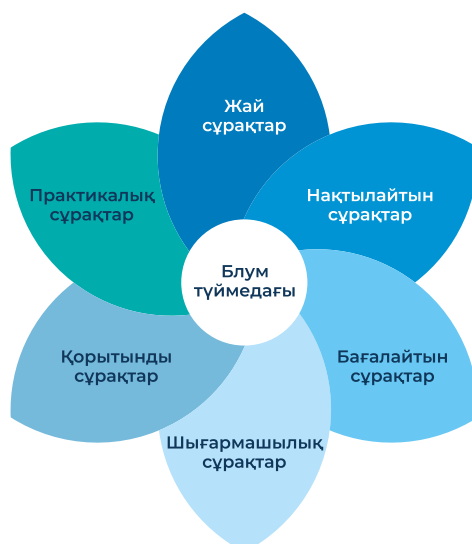 Жай
сұрақтар
Нақтылайтын
сұрақтар
Бағалайтын
сұрақтар
Шығармашылық
сұрақтар
Қорытынды
сұрақтар
Практикалық
сұрақтар
Блум
түймедағы